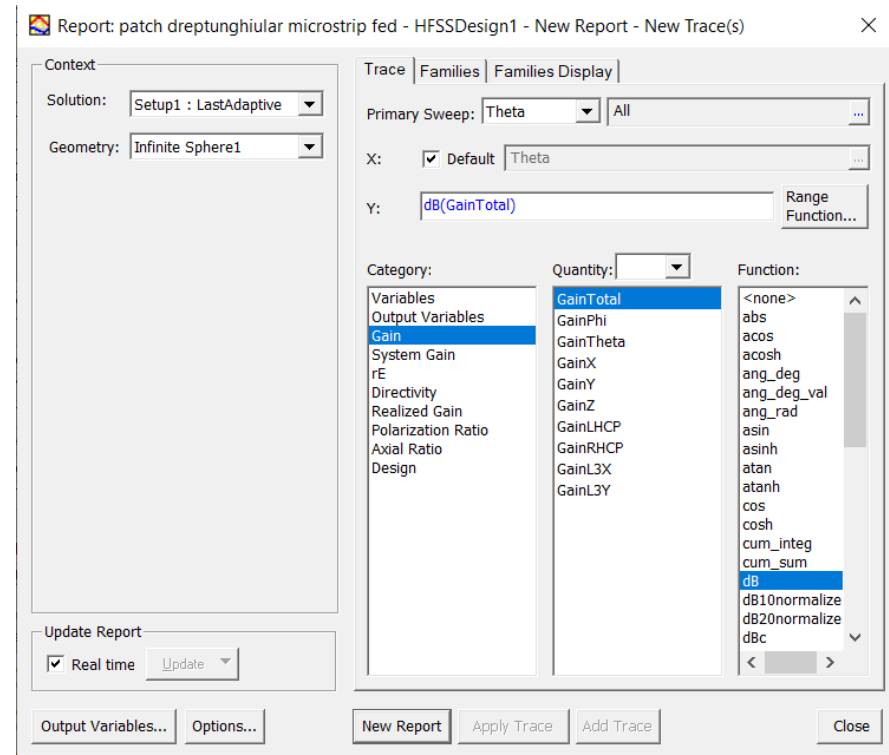 Report: patch dreptunghiular microstrip fed - HFSSDesign1 - New Report - New Trace(s)
Context
Solution: Setup1 : LastAdaptive
Geometry: Infinite Sphere1
Update Report
Real time Update
Trace Families Families Display
Primary Sweep: Theta All ...
X: Default Theta ...
Y: dB(GainTotal) Range Function...
Category:
Variables
Output Variables
Gain
System Gain
rE
Directivity
Realized Gain
Polarization Ratio
Axial Ratio
Design
Quantity:
GainTotal
GainPhi
GainTheta
GainX
GainY
GainZ
GainLHCP
GainRHCP
GainL3X
GainL3Y
Function:
<none>
abs
acos
acosh
ang_deg
ang_deg_val
ang_rad
asin
asinh
atan
atanh
cos
cosh
cum_integ
cum_sum
dB
dB10normalize
dB20normalize
dBc
Output Variables... Options... New Report Apply Trace Add Trace Close